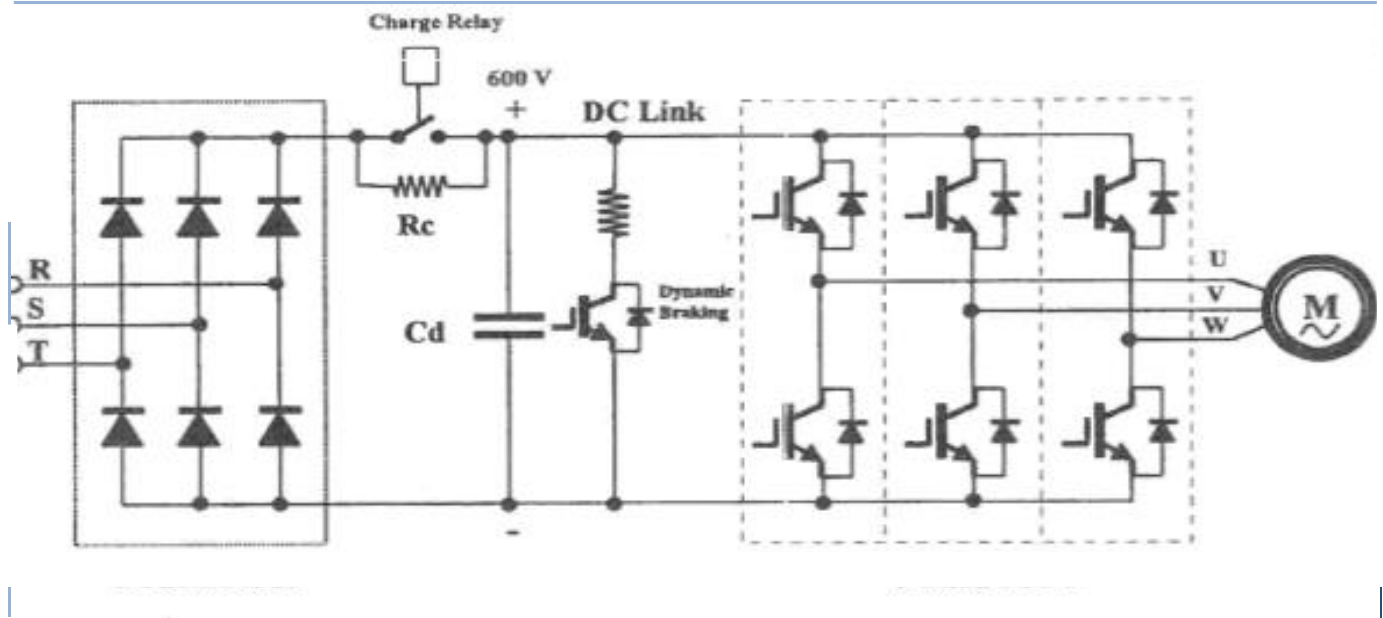 Charge Relay
600 V
+
DC Link
Rc
R
S
T
Cd
Dynamic
Braking
U
V
W
M
-